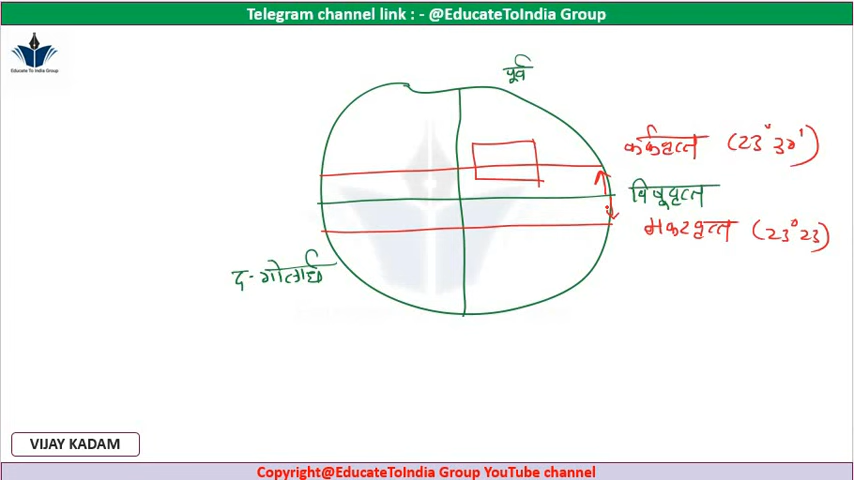 Telegram channel link : - @EducateToIndia Group
Educate To India Group
पूर्व
कर्कवृत्त (23° 30')
विषूवृत्त
मकरवृत्त (23° 23)
द- गोलार्ध
VIJAY KADAM
Copyright@EducateToIndia Group YouTube channel